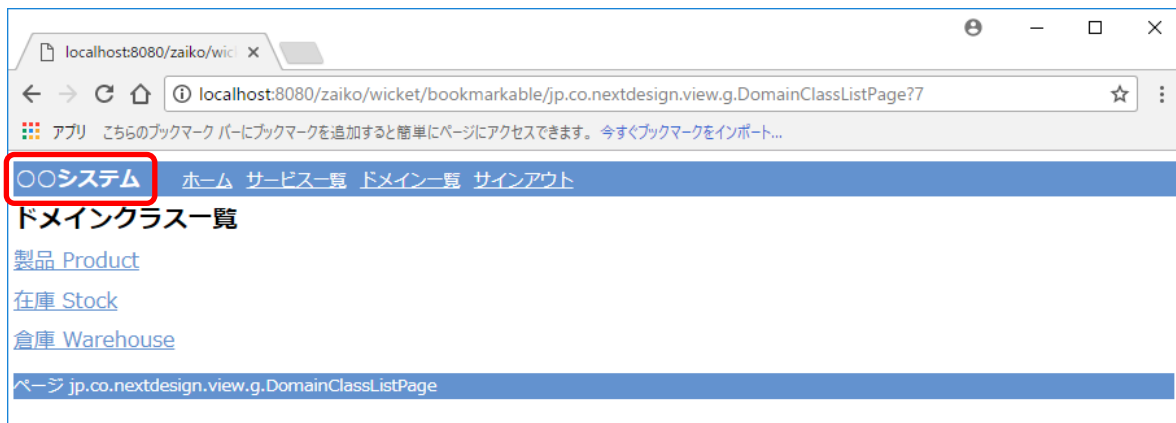 localhost:8080/zaiko/wic
localhost:8080/zaiko/wicket/bookmarkable/jp.co.nextdesign.view.g.DomainClassListPage?7
アプリ こちらのブックマーク バーにブックマークを追加すると簡単にページにアクセスできます。 今すぐブックマークをインポート...
○○システム ホーム サービス一覧 ドメイン一覧 サインアウト
ドメインクラス一覧
製品 Product
在庫 Stock
倉庫 Warehouse
ページ jp.co.nextdesign.view.g.DomainClassListPage